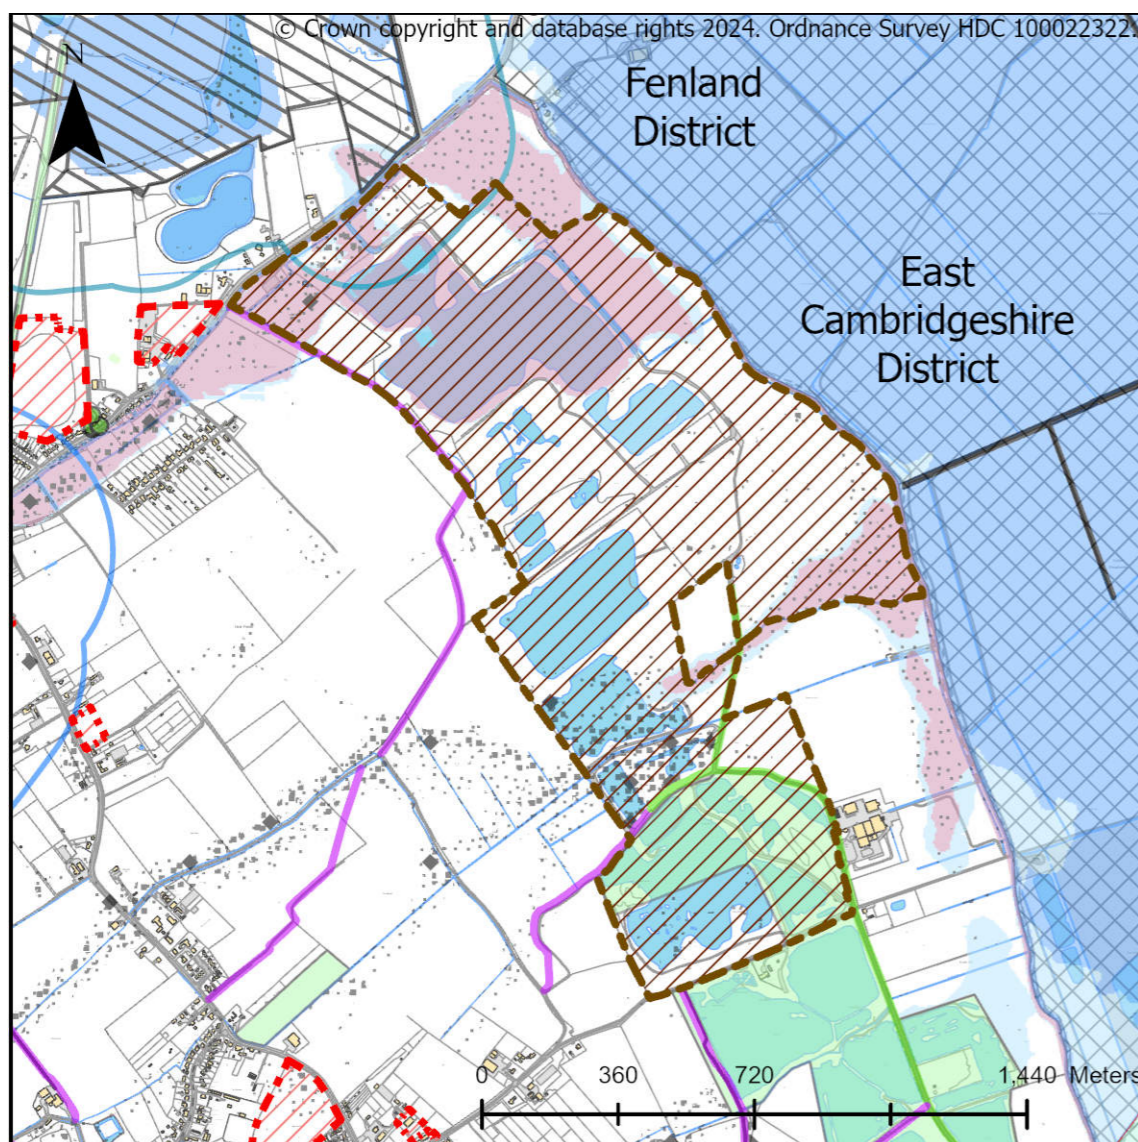 © Crown copyright and database rights 2024. Ordnance Survey HDC 100022322.
N
Fenland
District
East
Cambridgeshire
District
0 360 720 1,440 Meters